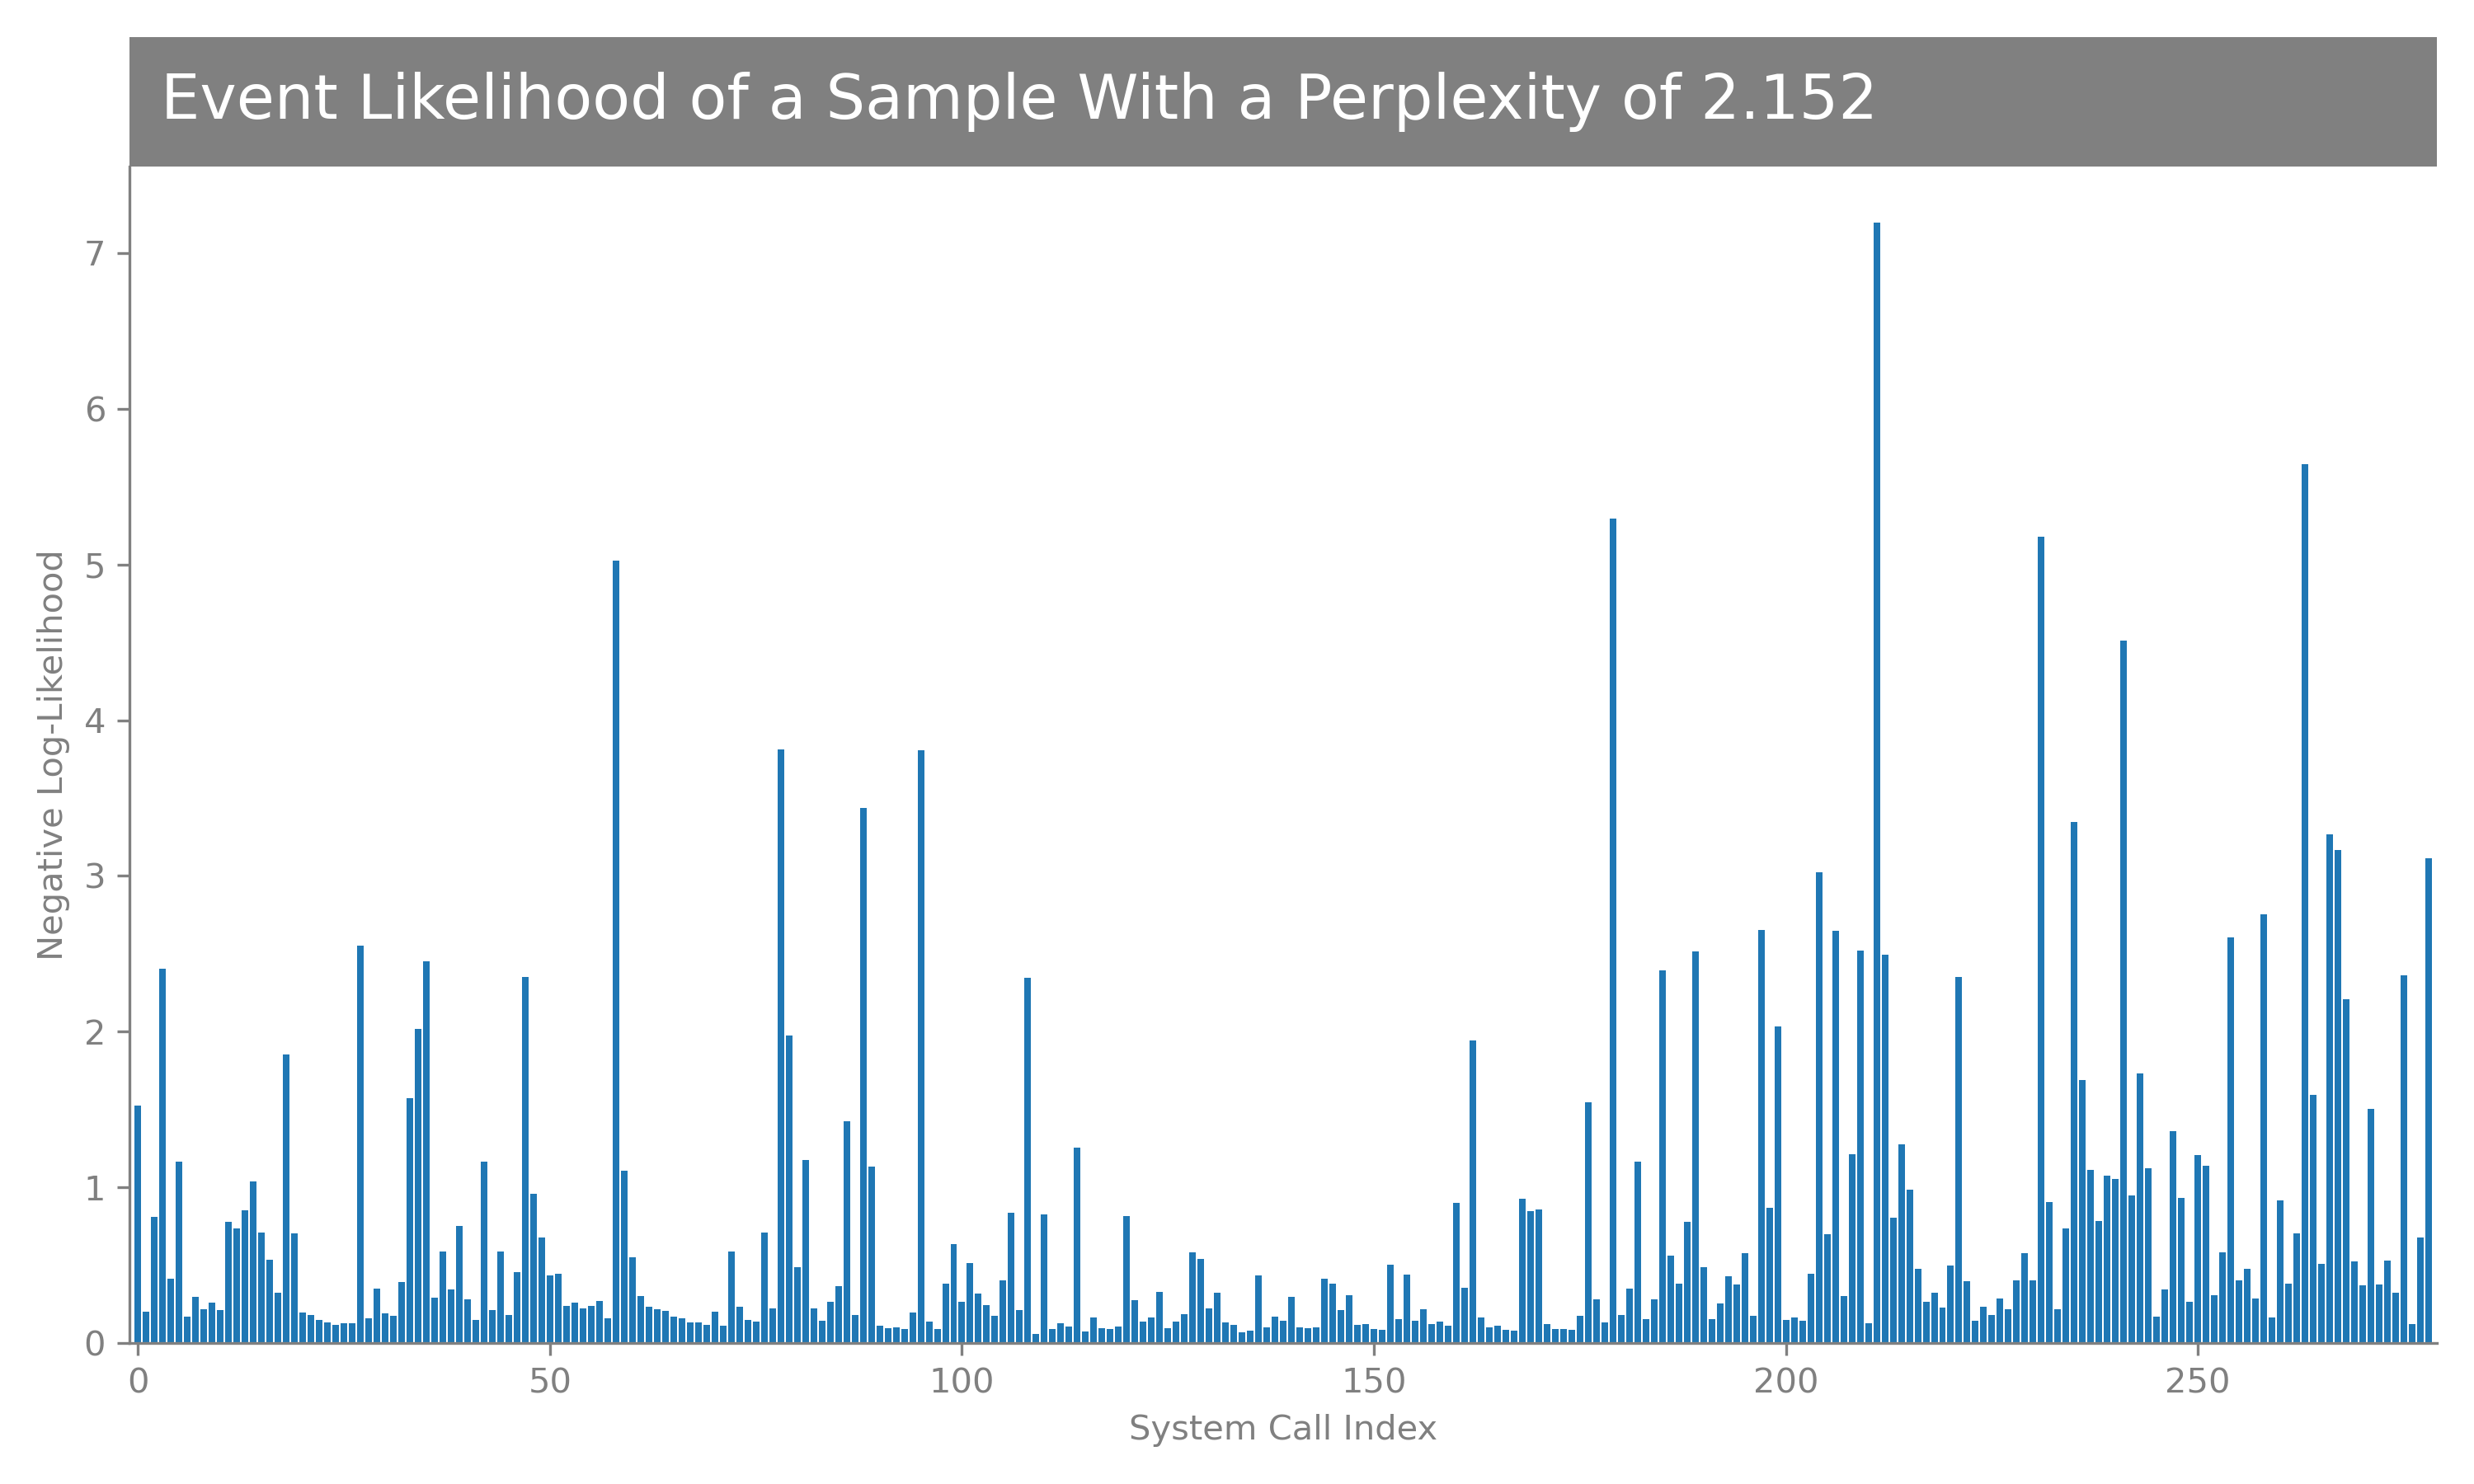 Event Likelihood of a Sample With a Perplexity of 2.152
7
6
5
4
3
2
1
0
Negative Log-Likelihood
0 50 100 150 200 250
System Call Index